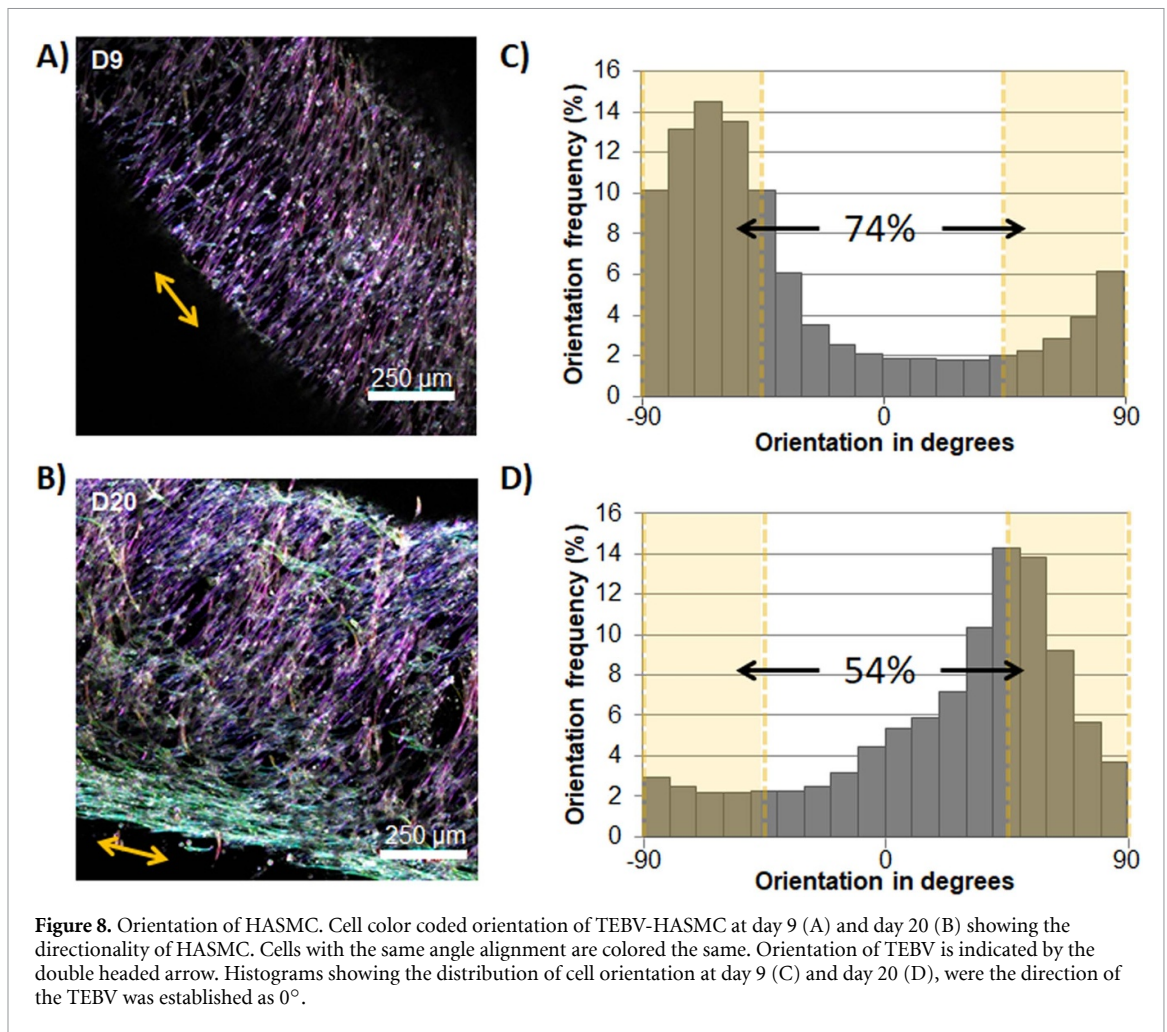 A)
D9
250 µm
C)
16
14
12
10
8
6
4
2
0
Orientation frequency (%)
74%
-90
0
90
Orientation in degrees
B)
D20
250 µm
D)
16
14
12
10
8
6
4
2
0
Orientation frequency (%)
54%
-90
0
90
Orientation in degrees
Figure 8. Orientation of HASMC. Cell color coded orientation of TEBV-HASMC at day 9 (A) and day 20 (B) showing the
directionality of HASMC. Cells with the same angle alignment are colored the same. Orientation of TEBV is indicated by the
double headed arrow. Histograms showing the distribution of cell orientation at day 9 (C) and day 20 (D), were the direction of
the TEBV was established as 0°.